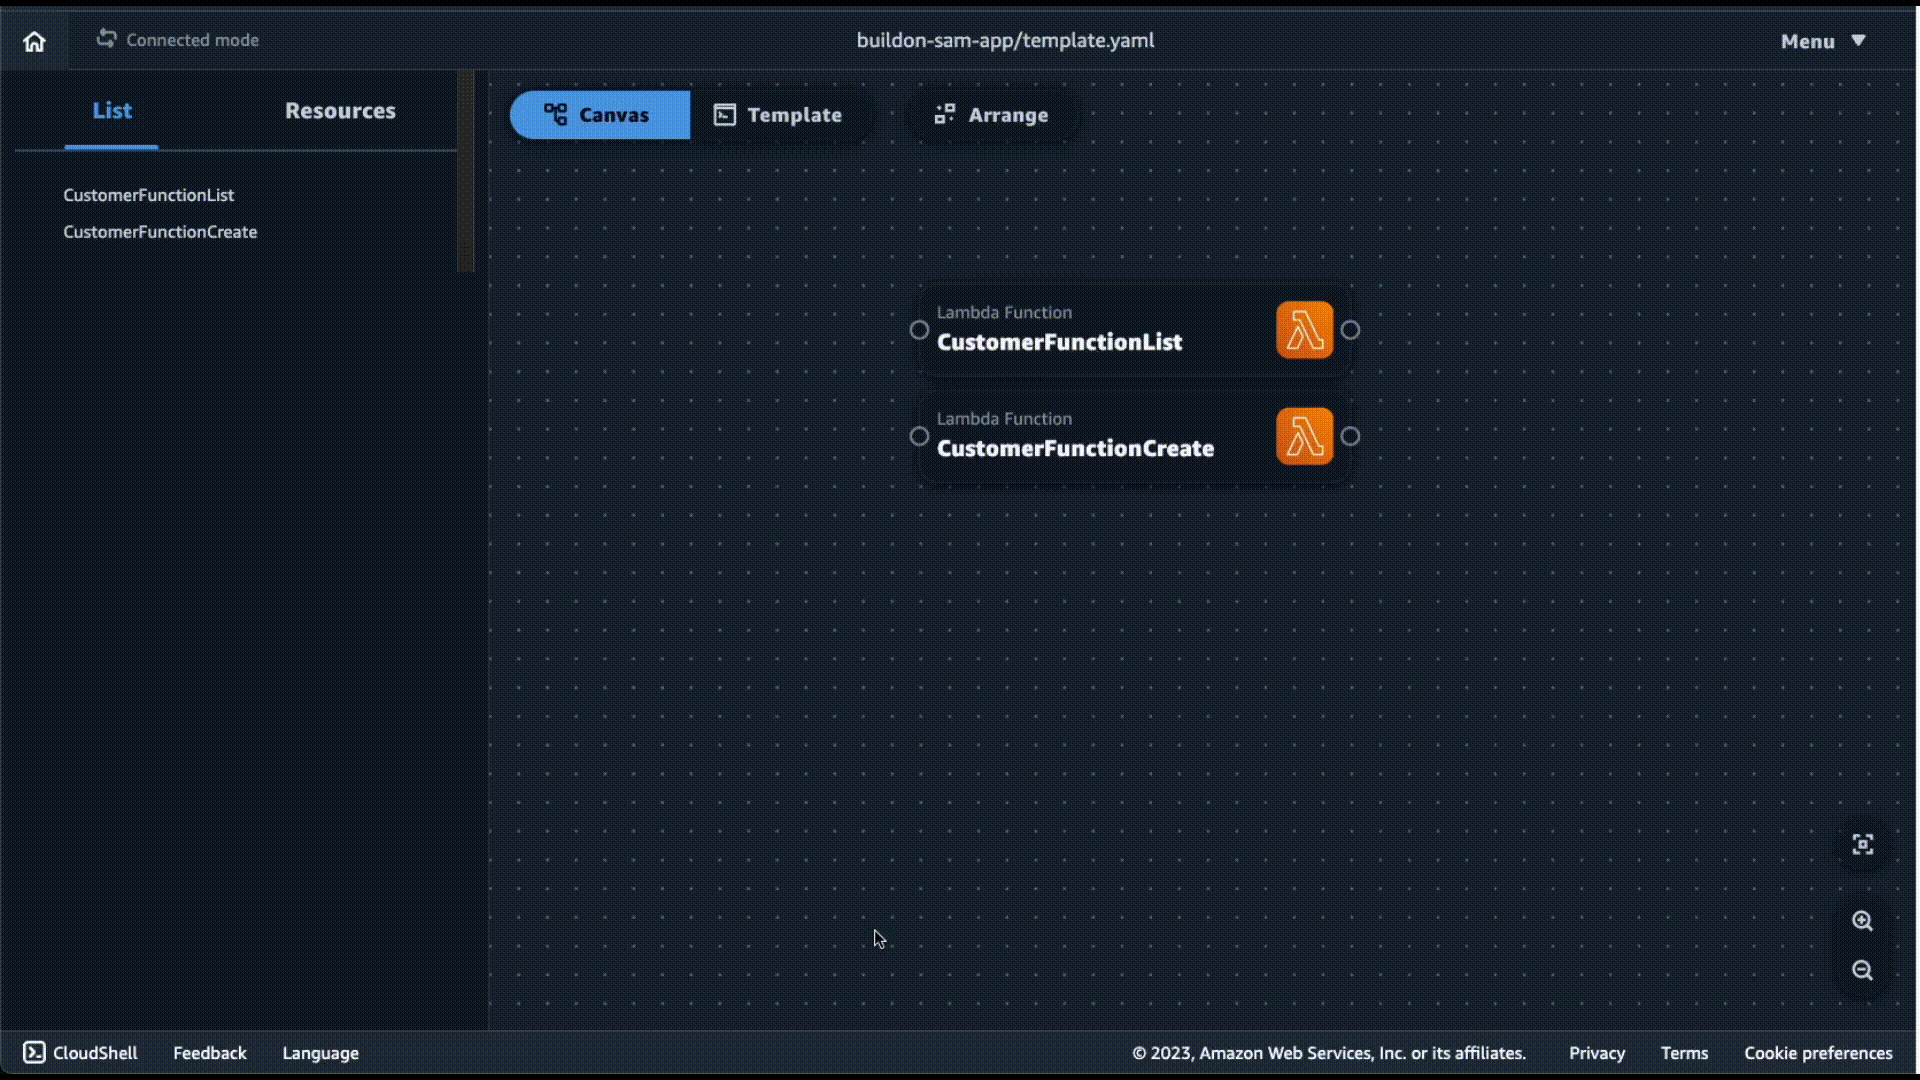 Connected mode
buildon-sam-app/template.yaml
Menu
List
Resources
Canvas
Template
Arrange
CustomerFunctionList
CustomerFunctionCreate
Lambda Function
CustomerFunctionList
Lambda Function
CustomerFunctionCreate
CloudShell
Feedback
Language
© 2023, Amazon Web Services, Inc. or its affiliates.
Privacy
Terms
Cookie preferences